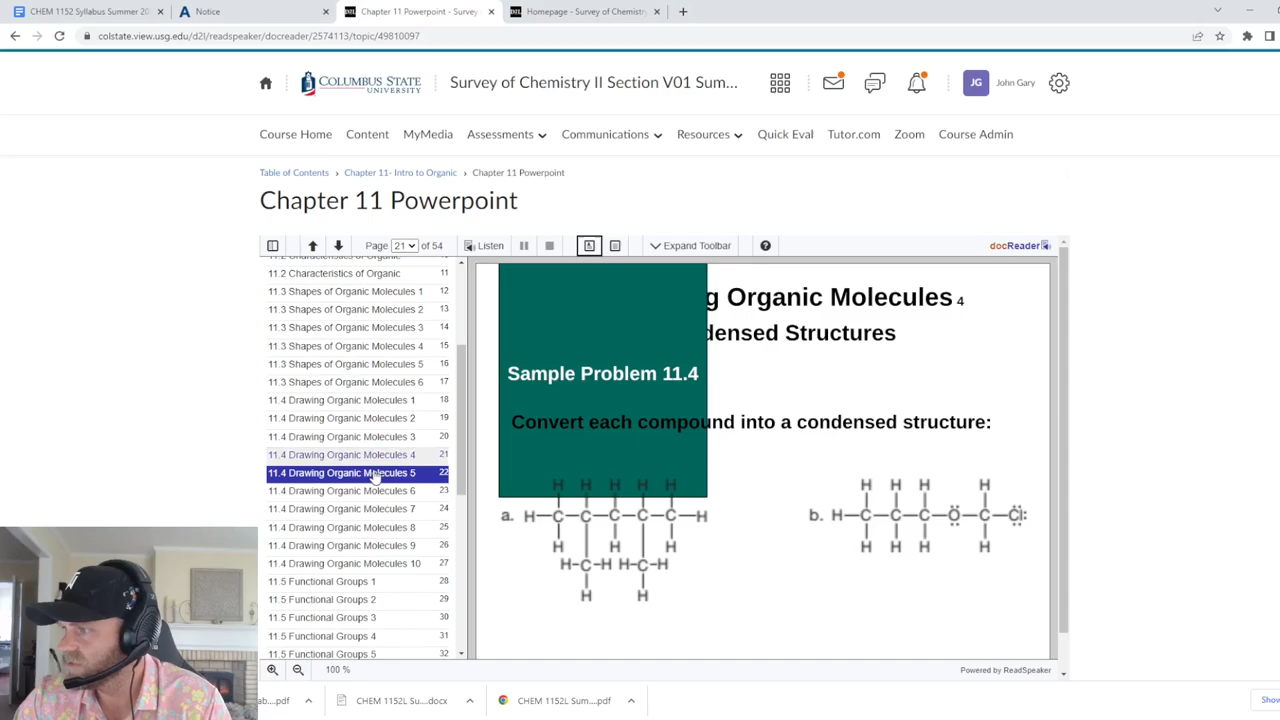 CHEM 1152 Syllabus Summer 20
Notice
Chapter 11 Powerpoint - Survey
Homepage - Survey of Chemistry
colstate.view.usg.edu/d2l/readspeaker/docreader/2574113/topic/49810097
COLUMBUS STATE
UNIVERSITY
Survey of Chemistry II Section V01 Sum...
JG
John Gary
Course Home
Content
MyMedia
Assessments
Communications
Resources
Quick Eval
Tutor.com
Zoom
Course Admin
Table of Contents › Chapter 11- Intro to Organic › Chapter 11 Powerpoint
Chapter 11 Powerpoint
Page 21 of 54
Listen
Expand Toolbar
docReader
11.2 Characteristics of Organic
11.2 Characteristics of Organic 11
11.3 Shapes of Organic Molecules 1 12
11.3 Shapes of Organic Molecules 2 13
11.3 Shapes of Organic Molecules 3 14
11.3 Shapes of Organic Molecules 4 15
11.3 Shapes of Organic Molecules 5 16
11.3 Shapes of Organic Molecules 6 17
11.4 Drawing Organic Molecules 1 18
11.4 Drawing Organic Molecules 2 19
11.4 Drawing Organic Molecules 3 20
11.4 Drawing Organic Molecules 4 21
11.4 Drawing Organic Molecules 5 22
11.4 Drawing Organic Molecules 6 23
11.4 Drawing Organic Molecules 7 24
11.4 Drawing Organic Molecules 8 25
11.4 Drawing Organic Molecules 9 26
11.4 Drawing Organic Molecules 10 27
11.5 Functional Groups 1 28
11.5 Functional Groups 2 29
11.5 Functional Groups 3 30
11.5 Functional Groups 4 31
11.5 Functional Groups 5 32
g Organic Molecules 4
densed Structures
Sample Problem 11.4
Convert each compound into a condensed structure:
H H H H H
a. H-C-C-C-C-C-H
H H H
H-C-H H-C-H
H H
H H H H
b. H-C-C-C-O-C-Cl:
H H H H
100 %
Powered by ReadSpeaker
ab....pdf
CHEM 1152L S....docx
CHEM 1152L Sum....pdf
Show